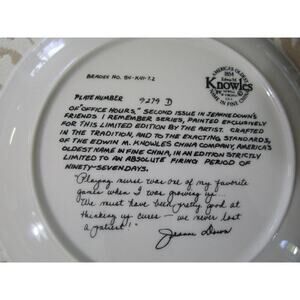 BRADEX NO. 84-K41-7.2
AMERICA'S OLDEST
1854
Edwin M.
Knowles
IN FINE CHINA
PLATE NUMBER 9279 D
OF "OFFICE HOURS," SECOND ISSUE IN JEANNE DOWN'S
FRIENDS I REMEMBER SERIES, PAINTED EXCLUSIVELY
FOR THIS LIMITED EDITION BY THE ARTIST. CRAFTED
IN THE TRADITION, AND TO THE EXACTING STANDARDS,
OF THE EDWIN M. KNOWLES CHINA COMPANY, AMERICA'S
OLDEST NAME IN FINE CHINA, IN AN EDITION STRICTLY
LIMITED TO AN ABSOLUTE FIRING PERIOD OF
NINETY-SEVEN DAYS.
"Playing nurse was one of my favorite
games when I was growing up.
We must have been pretty good at
thinking up cures — we never lost
a patient!"
Jeanne Down